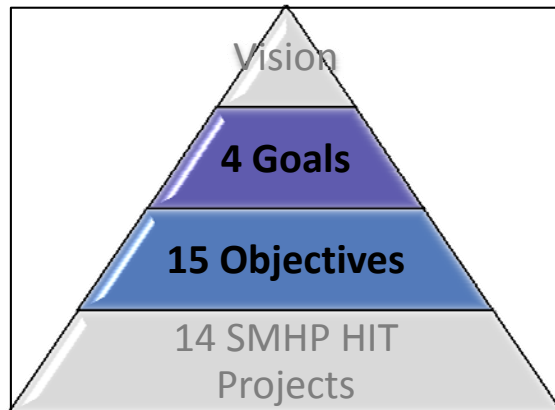 Vision
4 Goals
15 Objectives
14 SMHP HIT
Projects